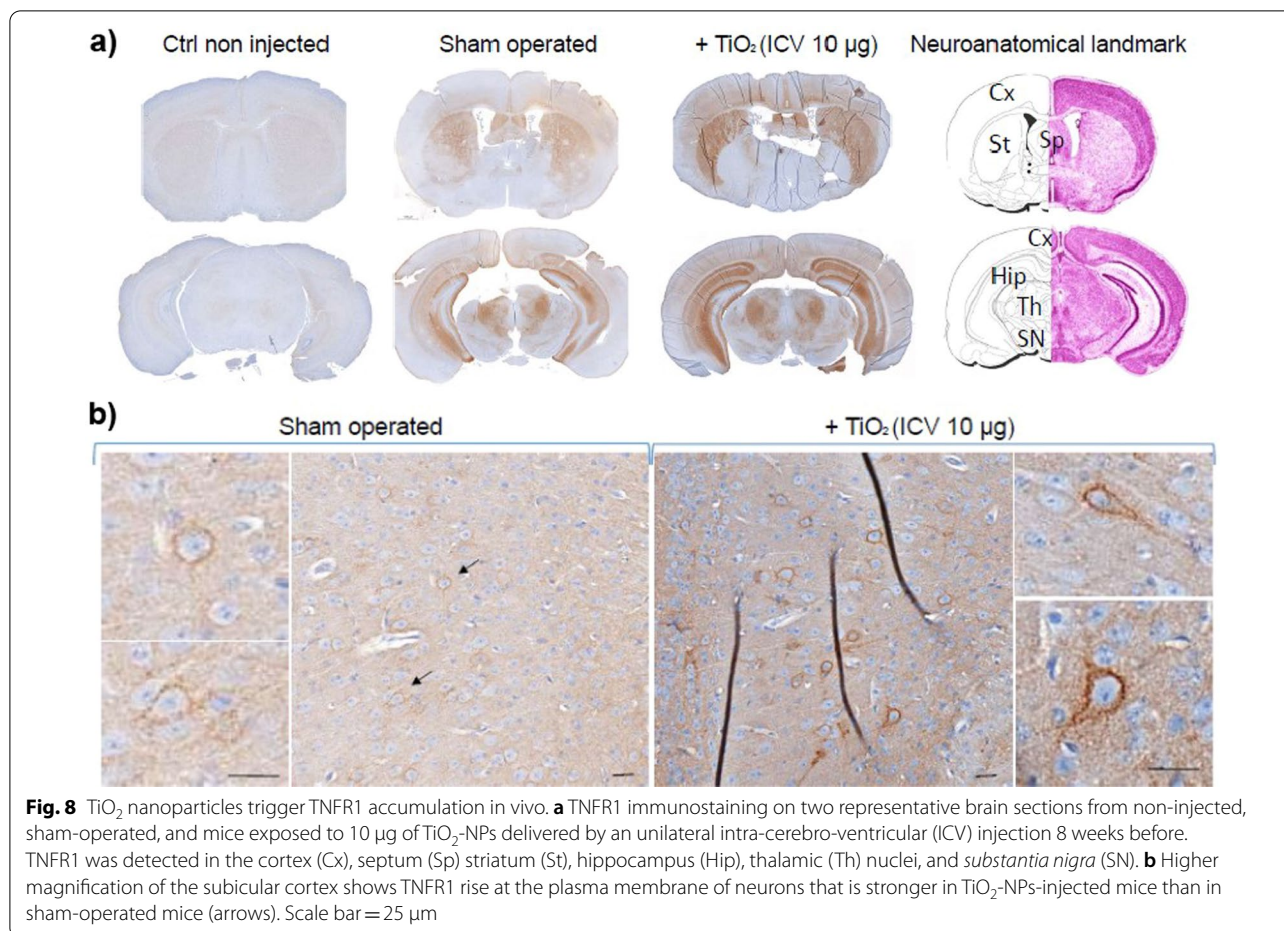 a)
Ctrl non injected
Sham operated
+ TiO₂ (ICV 10 µg)
Neuroanatomical landmark
Cx
St
Sp
Cx
Hip
Th
SN
b)
Sham operated
+ TiO₂ (ICV 10 µg)
Fig. 8 TiO₂ nanoparticles trigger TNFR1 accumulation in vivo. a TNFR1 immunostaining on two representative brain sections from non-injected,
sham-operated, and mice exposed to 10 µg of TiO₂-NPs delivered by an unilateral intra-cerebro-ventricular (ICV) injection 8 weeks before.
TNFR1 was detected in the cortex (Cx), septum (Sp) striatum (St), hippocampus (Hip), thalamic (Th) nuclei, and substantia nigra (SN). b Higher
magnification of the subicular cortex shows TNFR1 rise at the plasma membrane of neurons that is stronger in TiO₂-NPs-injected mice than in
sham-operated mice (arrows). Scale bar = 25 µm